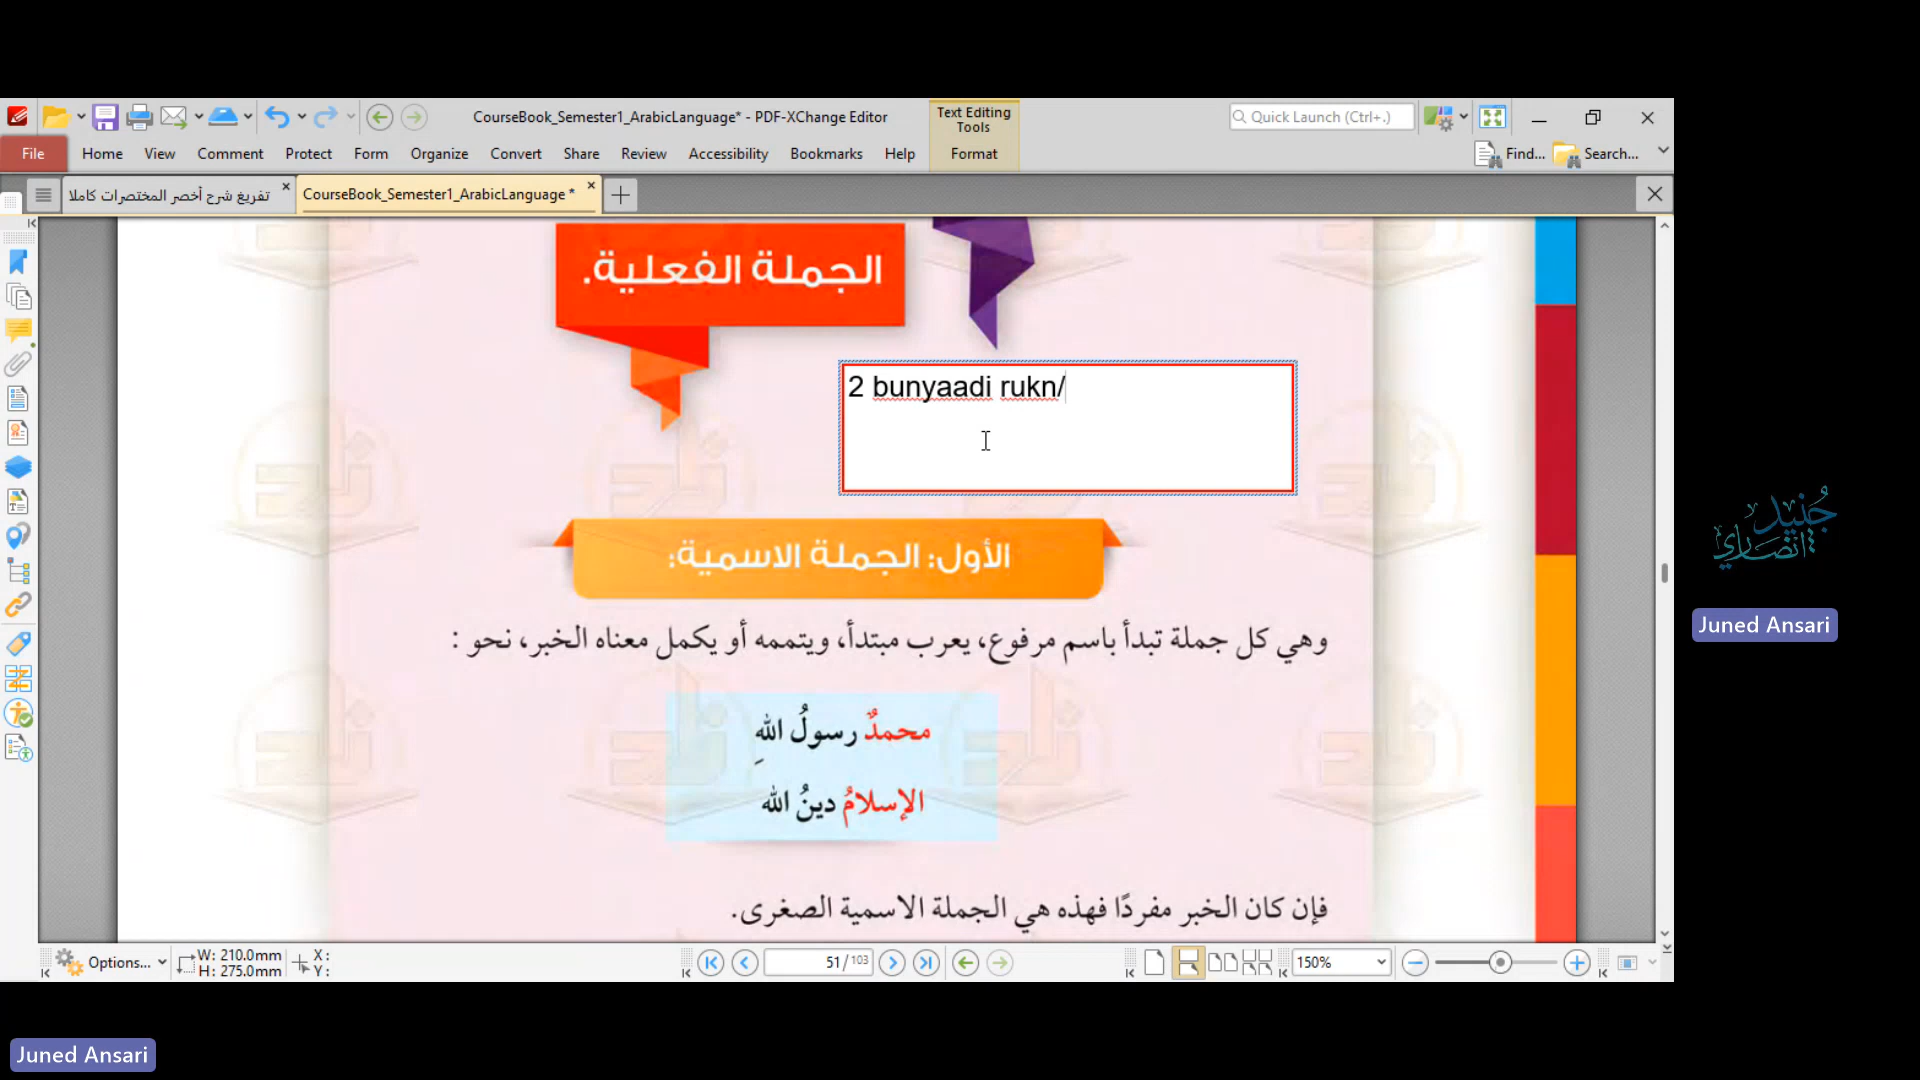 CourseBook_Semester1_ArabicLanguage* - PDF-XChange Editor
Text Editing Tools
Quick Launch (Ctrl+.)
File Home View Comment Protect Form Organize Convert Share Review Accessibility Bookmarks Help Format
Find... Search...
تفريغ شرح أخصر المختصرات كاملا
CourseBook_Semester1_ArabicLanguage *
الجملة الفعلية.
2 bunyaadi rukn/
الأول: الجملة الاسمية:
وهي كل جملة تبدأ باسم مرفوع، يعرب مبتدأ، ويتممه أو يكمل معناه الخبر، نحو :
محمدٌ رسولُ اللهِ
الإسلامُ دينُ الله
فإن كان الخبر مفردًا فهذه هي الجملة الاسمية الصغرى.
جُنيد
انصاري
Juned Ansari
Options...
W: 210.0mm
H: 275.0mm
X:
Y:
51 / 103
150%
Juned Ansari